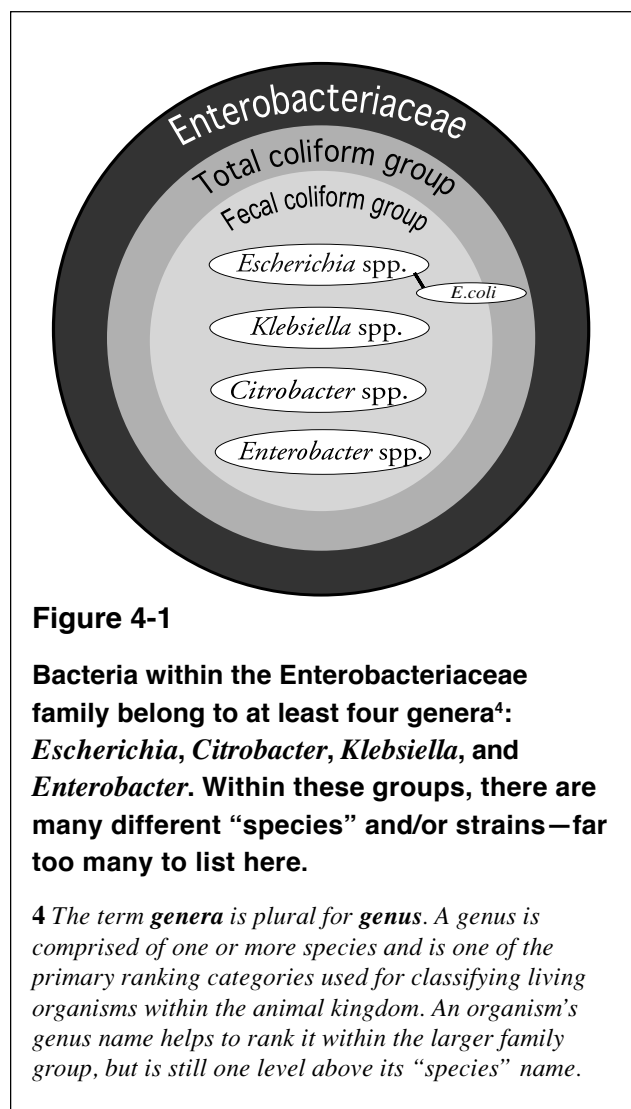 Enterobacteriaceae
Total coliform group
Fecal coliform group
Escherichia spp.
E.coli
Klebsiella spp.
Citrobacter spp.
Enterobacter spp.
Figure 4-1
Bacteria within the Enterobacteriaceae
family belong to at least four genera⁴:
Escherichia, Citrobacter, Klebsiella, and
Enterobacter. Within these groups, there are
many different “species” and/or strains—far
too many to list here.
4 The term genera is plural for genus. A genus is
comprised of one or more species and is one of the
primary ranking categories used for classifying living
organisms within the animal kingdom. An organism’s
genus name helps to rank it within the larger family
group, but is still one level above its “species” name.